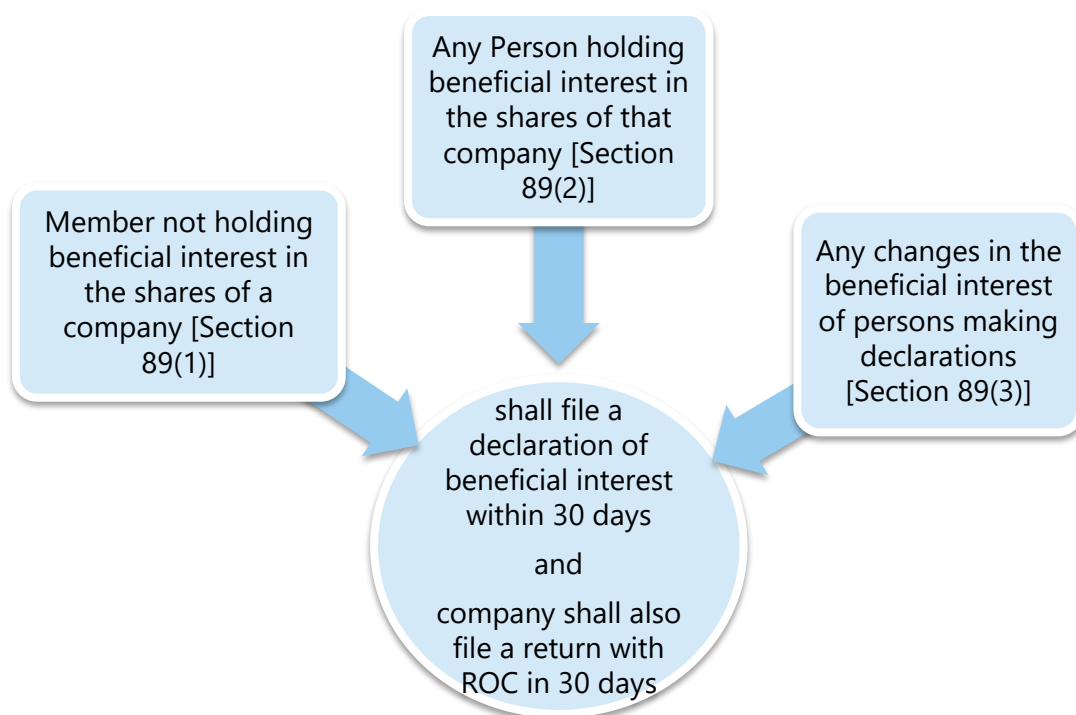 Any Person holding
beneficial interest in
the shares of that
company [Section
89(2)]
Member not holding
beneficial interest in
the shares of a
company [Section
89(1)]
Any changes in the
beneficial interest
of persons making
declarations
[Section 89(3)]
shall file a
declaration of
beneficial interest
within 30 days
and
company shall also
file a return with
ROC in 30 days